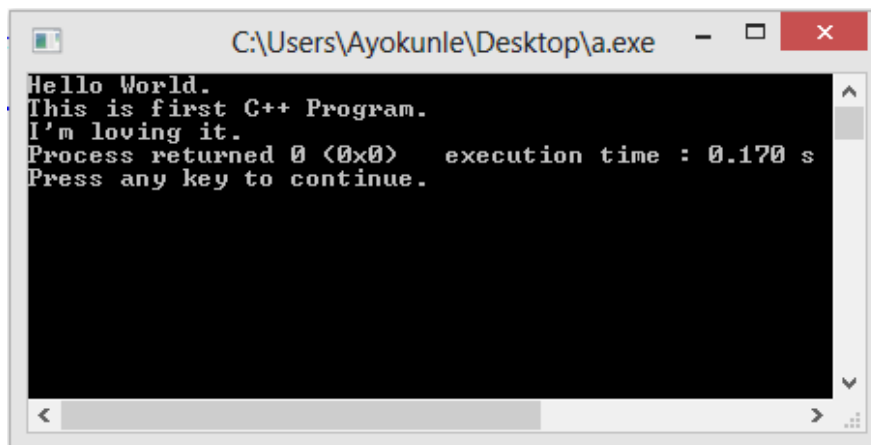 C:\Users\Ayokunle\Desktop\a.exe
Hello World.
This is first C++ Program.
I'm loving it.
Process returned 0 (0x0)   execution time : 0.170 s
Press any key to continue.